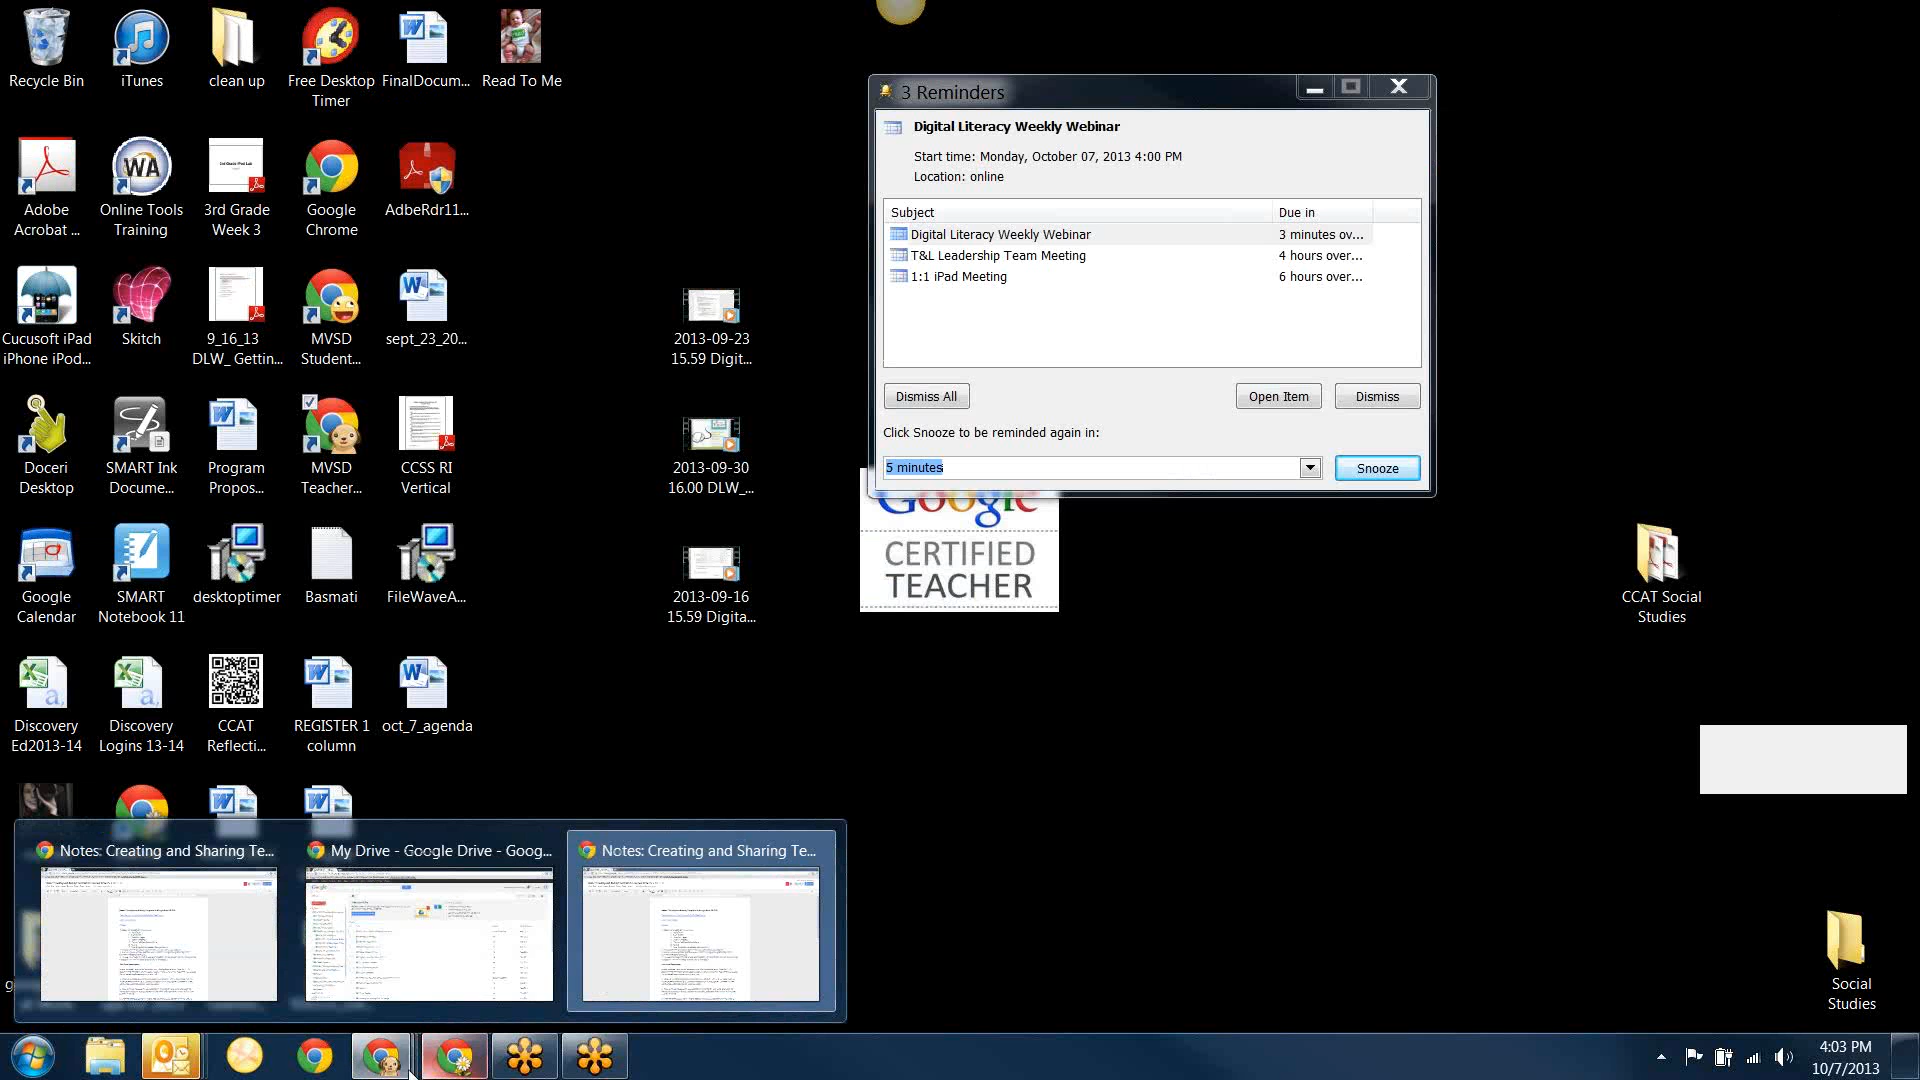 Recycle Bin
iTunes
clean up
Free Desktop
Timer
FinalDocum...
Read To Me
Adobe
Acrobat ...
Online Tools
Training
3rd Grade
Week 3
Google
Chrome
AdbeRdr11...
WA
3rd Grade iPod Lab
Cucusoft iPad
iPhone iPod...
Skitch
9_16_13
DLW_ Gettin...
MVSD
Student...
sept_23_20...
2013-09-23
15.59 Digit...
Doceri
Desktop
SMART Ink
Docume...
Program
Propos...
MVSD
Teacher...
CCSS RI
Vertical
2013-09-30
16.00 DLW_...
Google
Calendar
SMART
Notebook 11
desktoptimer
Basmati
FileWaveA...
2013-09-16
15.59 Digita...
Discovery
Ed2013-14
Discovery
Logins 13-14
CCAT
Reflecti...
REGISTER 1
column
oct_7_agenda
3 Reminders
Digital Literacy Weekly Webinar
Start time: Monday, October 07, 2013 4:00 PM
Location: online
Subject
Due in
Digital Literacy Weekly Webinar
3 minutes ov...
T&L Leadership Team Meeting
4 hours over...
1:1 iPad Meeting
6 hours over...
Dismiss All
Open Item
Dismiss
Click Snooze to be reminded again in:
5 minutes
Snooze
Google
CERTIFIED
TEACHER
CCAT Social
Studies
Social
Studies
Notes: Creating and Sharing Te...
My Drive - Google Drive - Goog...
Notes: Creating and Sharing Te...
4:03 PM
10/7/2013